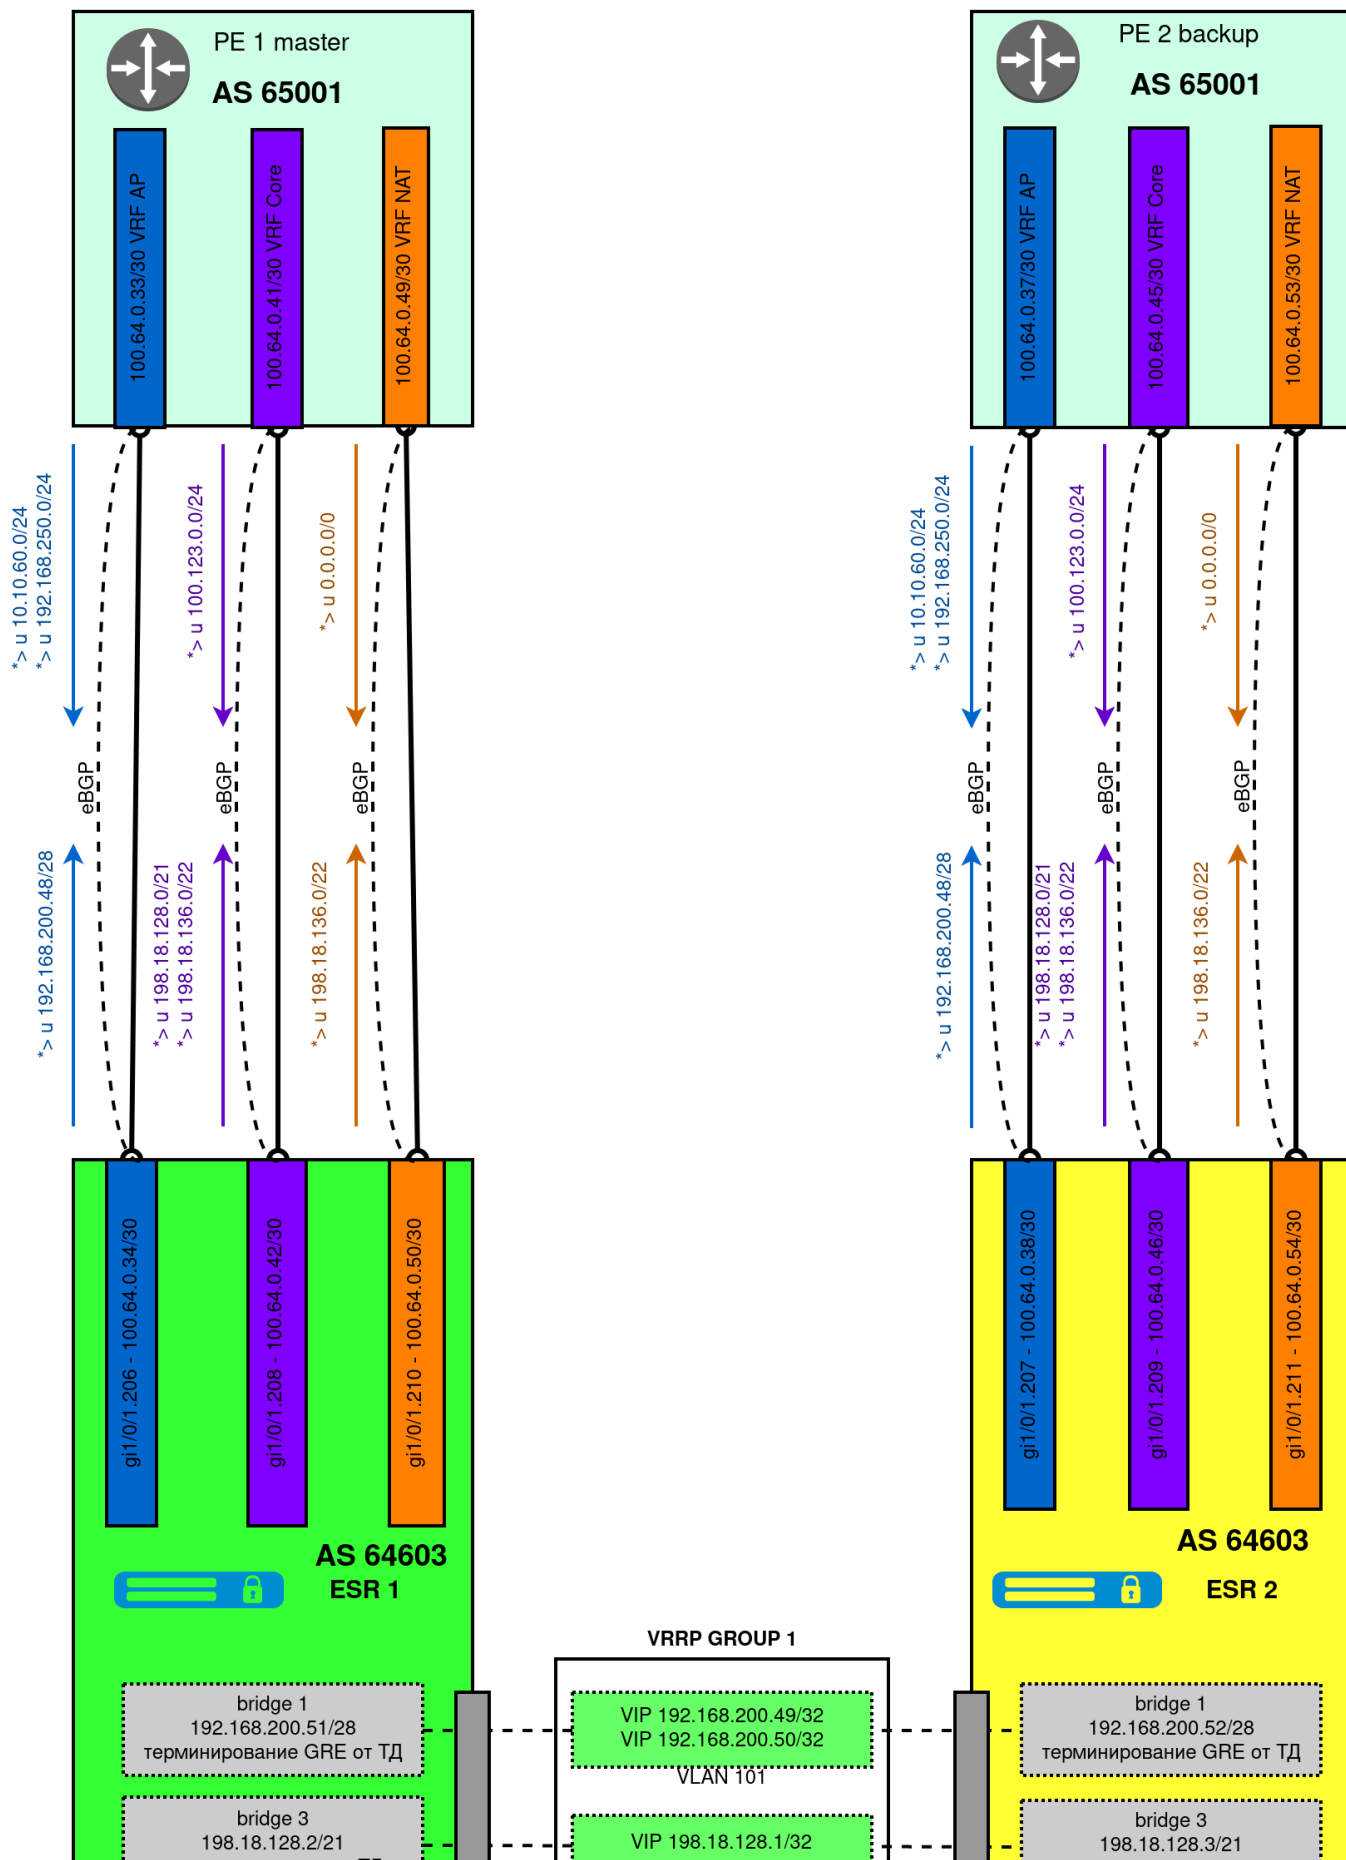 PE 1 master
AS 65001
100.64.0.33/30 VRF AP
100.64.0.41/30 VRF Core
100.64.0.49/30 VRF NAT
PE 2 backup
AS 65001
100.64.0.37/30 VRF AP
100.64.0.45/30 VRF Core
100.64.0.53/30 VRF NAT
*> u 10.10.60.0/24
*> u 192.168.250.0/24
*> u 100.123.0.0/24
*> u 0.0.0.0/0
*> u 10.10.60.0/24
*> u 192.168.250.0/24
*> u 100.123.0.0/24
*> u 0.0.0.0/0
eBGP
eBGP
eBGP
eBGP
eBGP
eBGP
*> u 192.168.200.48/28
*> u 198.18.128.0/21
*> u 198.18.136.0/22
*> u 198.18.136.0/22
*> u 192.168.200.48/28
*> u 198.18.128.0/21
*> u 198.18.136.0/22
*> u 198.18.136.0/22
gi1/0/1.206 - 100.64.0.34/30
gi1/0/1.208 - 100.64.0.42/30
gi1/0/1.210 - 100.64.0.50/30
AS 64603
ESR 1
gi1/0/1.207 - 100.64.0.38/30
gi1/0/1.209 - 100.64.0.46/30
gi1/0/1.211 - 100.64.0.54/30
AS 64603
ESR 2
VRRP GROUP 1
bridge 1
192.168.200.51/28
терминирование GRE от ТД
VIP 192.168.200.49/32
VIP 192.168.200.50/32
VLAN 101
bridge 1
192.168.200.52/28
терминирование GRE от ТД
bridge 3
198.18.128.2/21
VIP 198.18.128.1/32
bridge 3
198.18.128.3/21